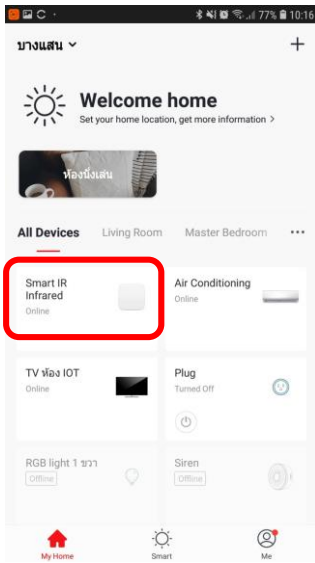 77% 10:16
บางแสน
Welcome home
Set your home location, get more information >
ห้องนั่งเล่น
All Devices Living Room Master Bedroom
Smart IR
Infrared
Online
Air Conditioning
Online
TV ห้อง IOT
Online
Plug
Turned Off
RGB light 1 ขวา
Offline
Siren
Offline
My Home Smart Me